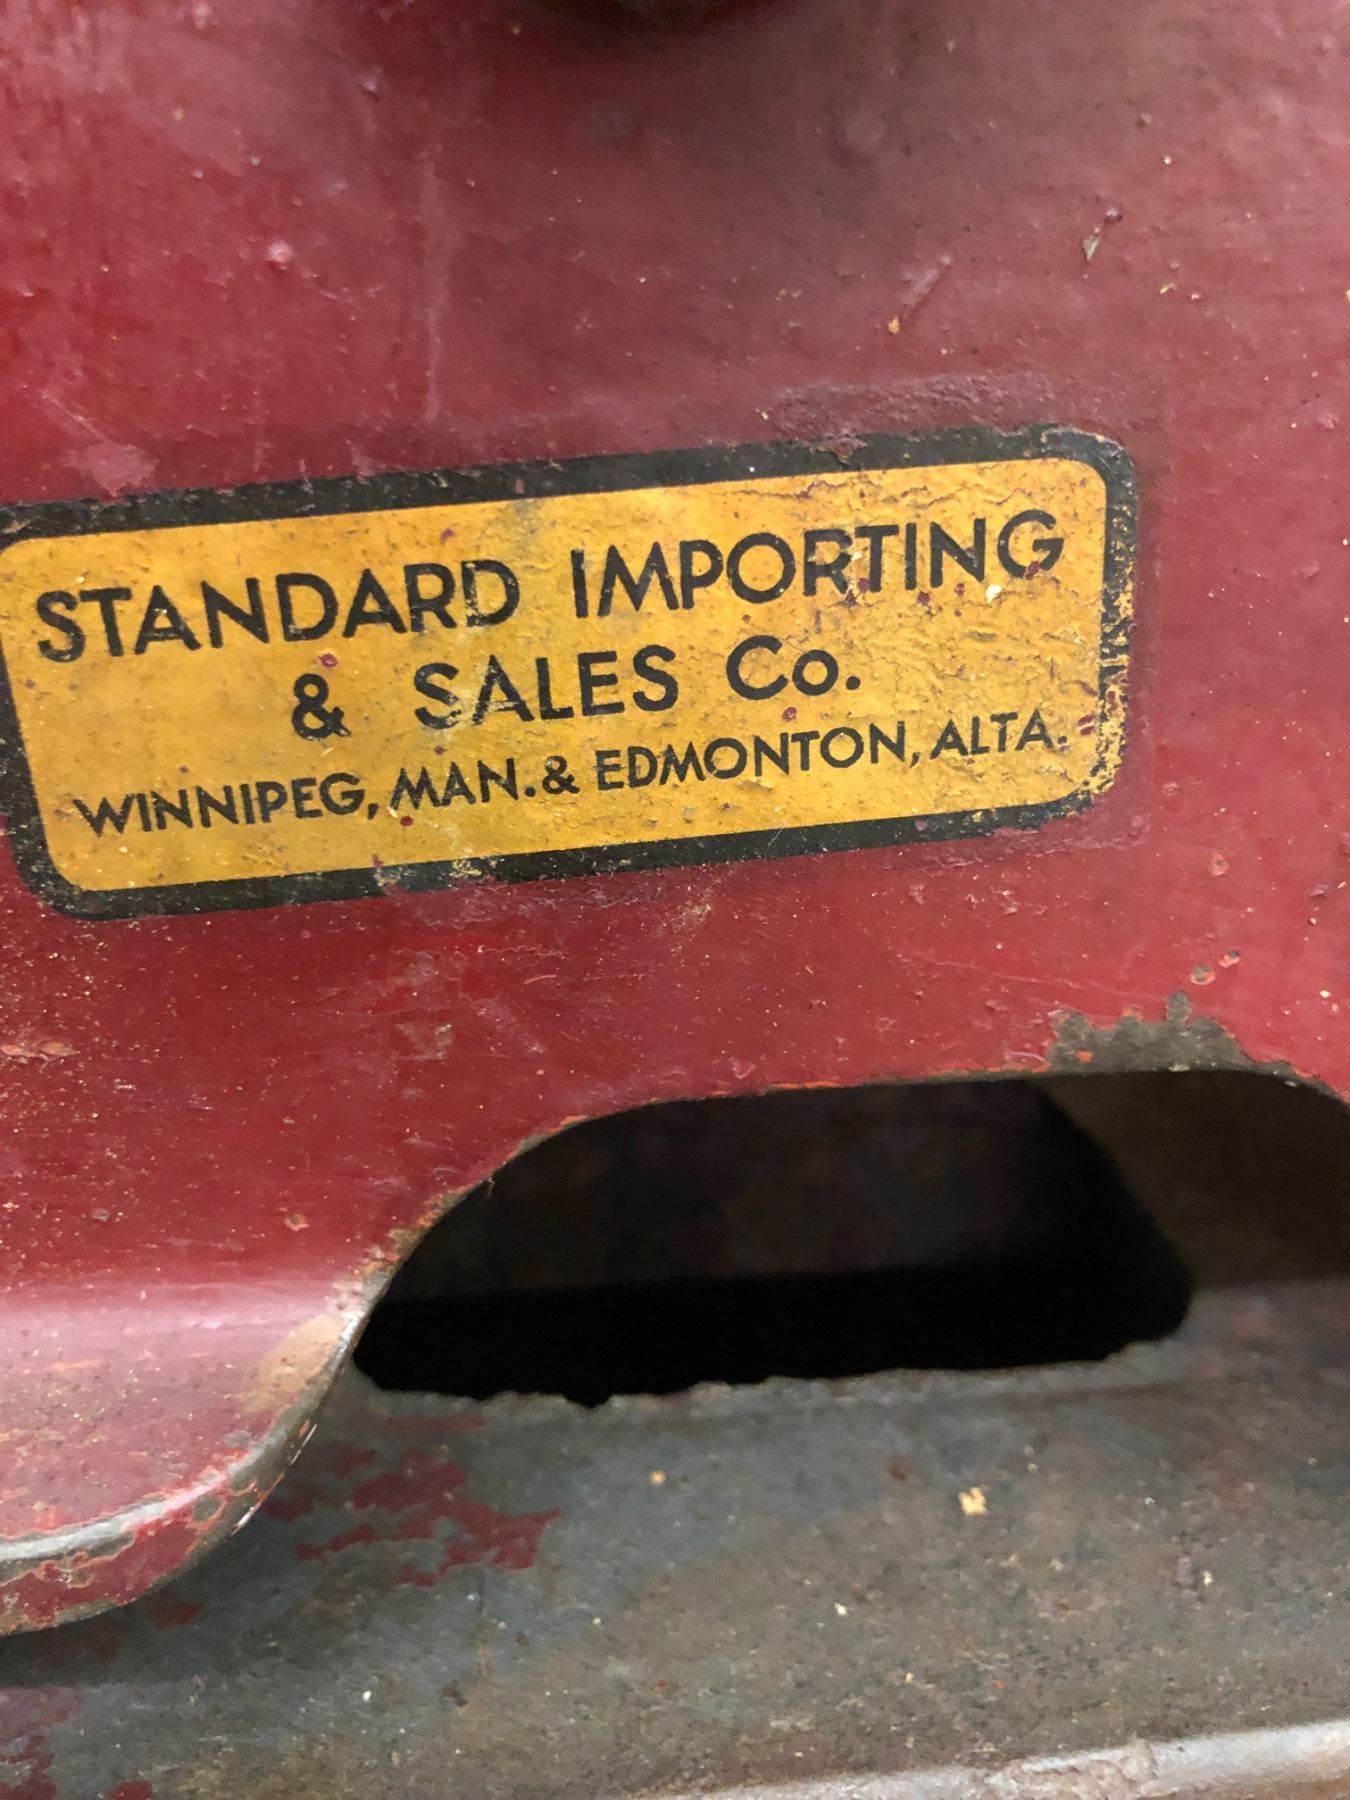 STANDARD IMPORTING
& SALES Co.
WINNIPEG, MAN. & EDMONTON, ALTA.